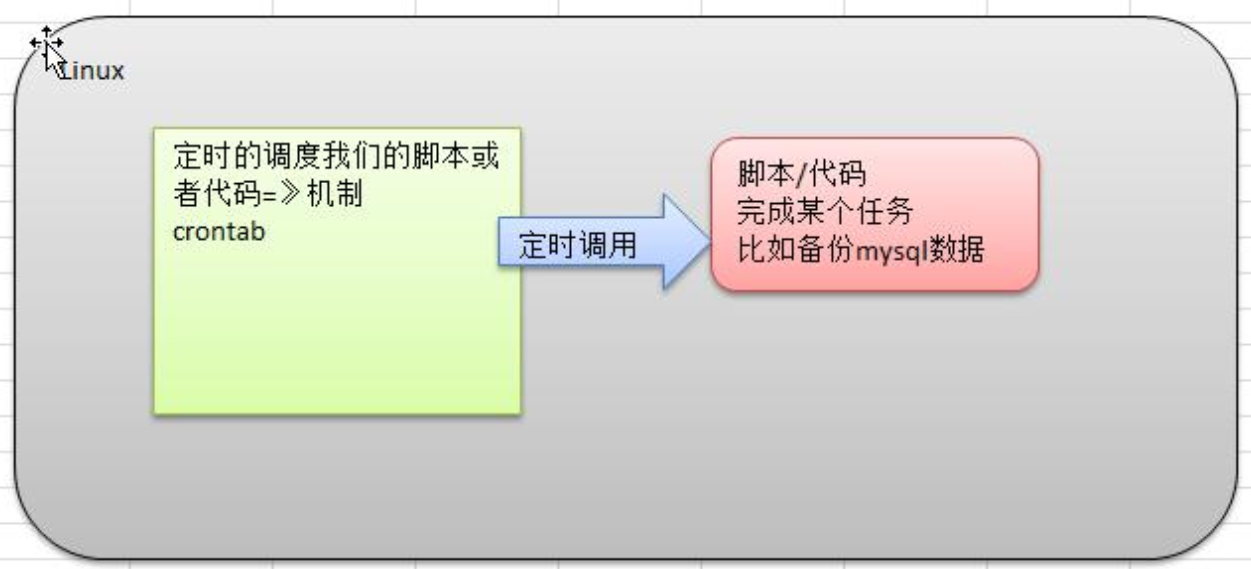 Linux
定时的调度我们的脚本或
者代码=》机制
crontab
定时调用
脚本/代码
完成某个任务
比如备份mysql数据